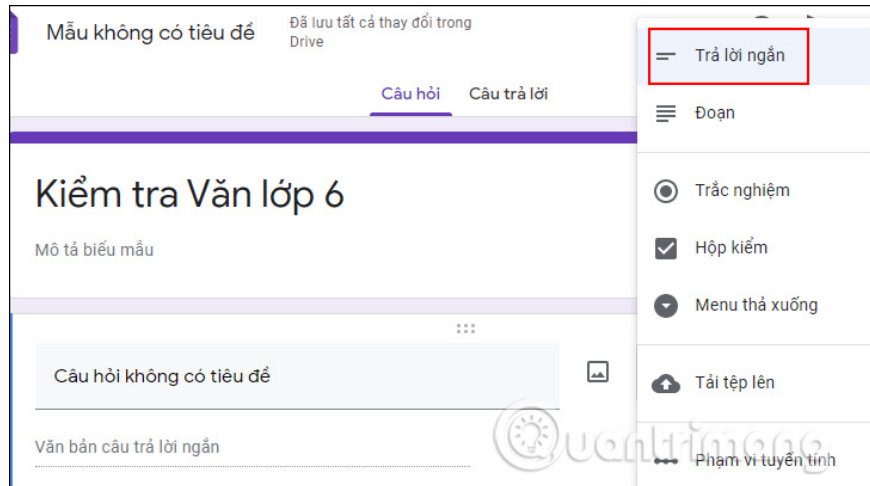 Mẫu không có tiêu đề
Đã lưu tất cả thay đổi trong
Drive
Câu hỏi
Câu trả lời
Kiểm tra Văn lớp 6
Mô tả biểu mẫu
Câu hỏi không có tiêu đề
Văn bản câu trả lời ngắn
Trả lời ngắn
Đoạn
Trắc nghiệm
Hộp kiểm
Menu thả xuống
Tải tệp lên
Phạm vi tuyến tính
Quantrimang